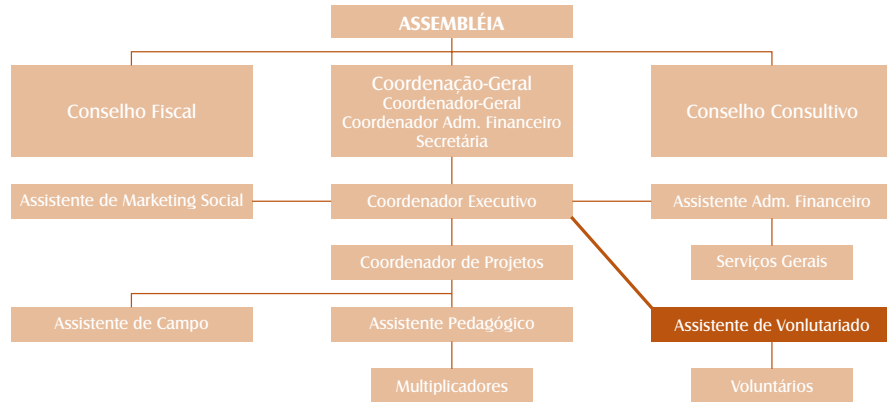 ASSEMBLÉIA
Conselho Fiscal
Coordenação-Geral
Coordenador-Geral
Coordenador Adm. Financeiro
Secretária
Conselho Consultivo
Assistente de Marketing Social
Coordenador Executivo
Assistente Adm. Financeiro
Coordenador de Projetos
Serviços Gerais
Assistente de Campo
Assistente Pedagógico
Assistente de Vonlutariado
Multiplicadores
Voluntários